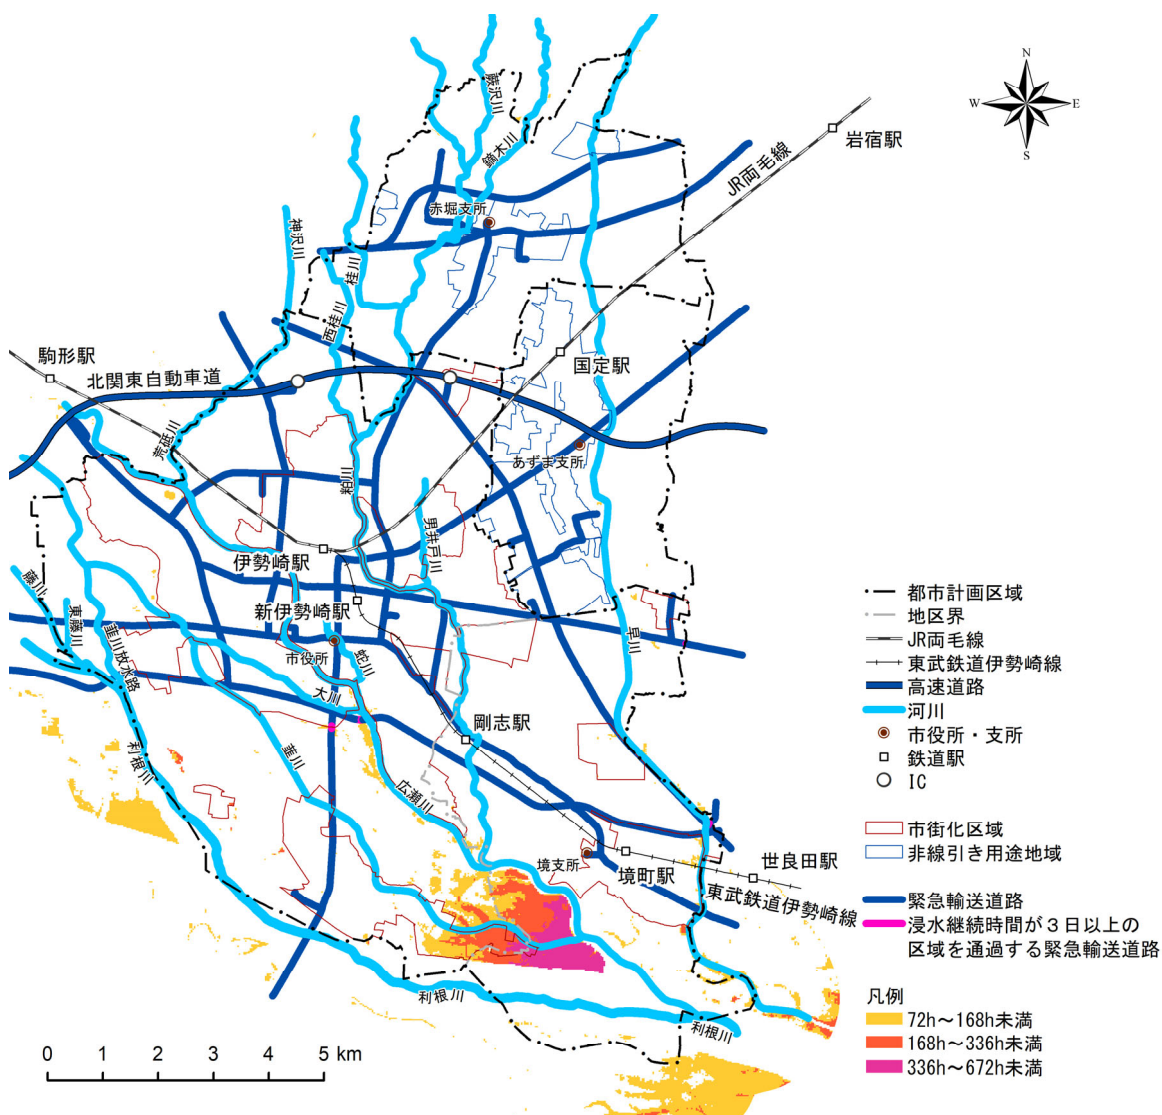 蕨沢川
鏑木川
N
W
E
S
岩宿駅
JR両毛線
赤堀支所
神沢川
桂川
西桂川
駒形駅
北関東自動車道
国定駅
荒砥川
あずま支所
粕川
男井戸川
伊勢崎駅
新伊勢崎駅
藤川
東藤川
韮川放水路
市役所
蛇川
早川
大川
剛志駅
韮川
利根川
広瀬川
境支所
境町駅
世良田駅
東武鉄道伊勢崎線
利根川
利根川
都市計画区域
地区界
JR両毛線
東武鉄道伊勢崎線
高速道路
河川
市役所・支所
鉄道駅
IC
市街化区域
非線引き用途地域
緊急輸送道路
浸水継続時間が３日以上の
区域を通過する緊急輸送道路
凡例
72h～168h未満
168h～336h未満
336h～672h未満
0 1 2 3 4 5 km